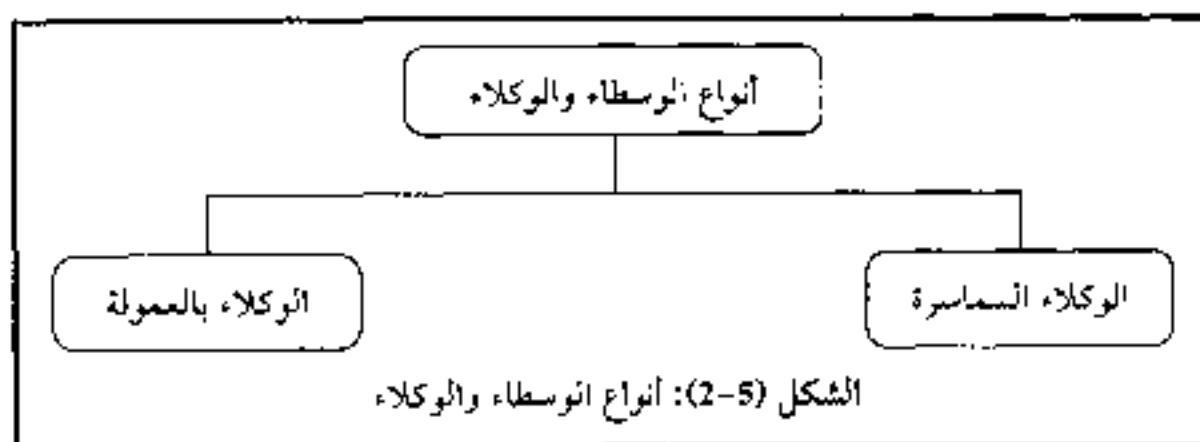 أنواع الوسطاء والوكلاء
الوكلاء السماسرة
الوكلاء بالعمولة
الشكل (5-2): أنواع الوسطاء والوكلاء